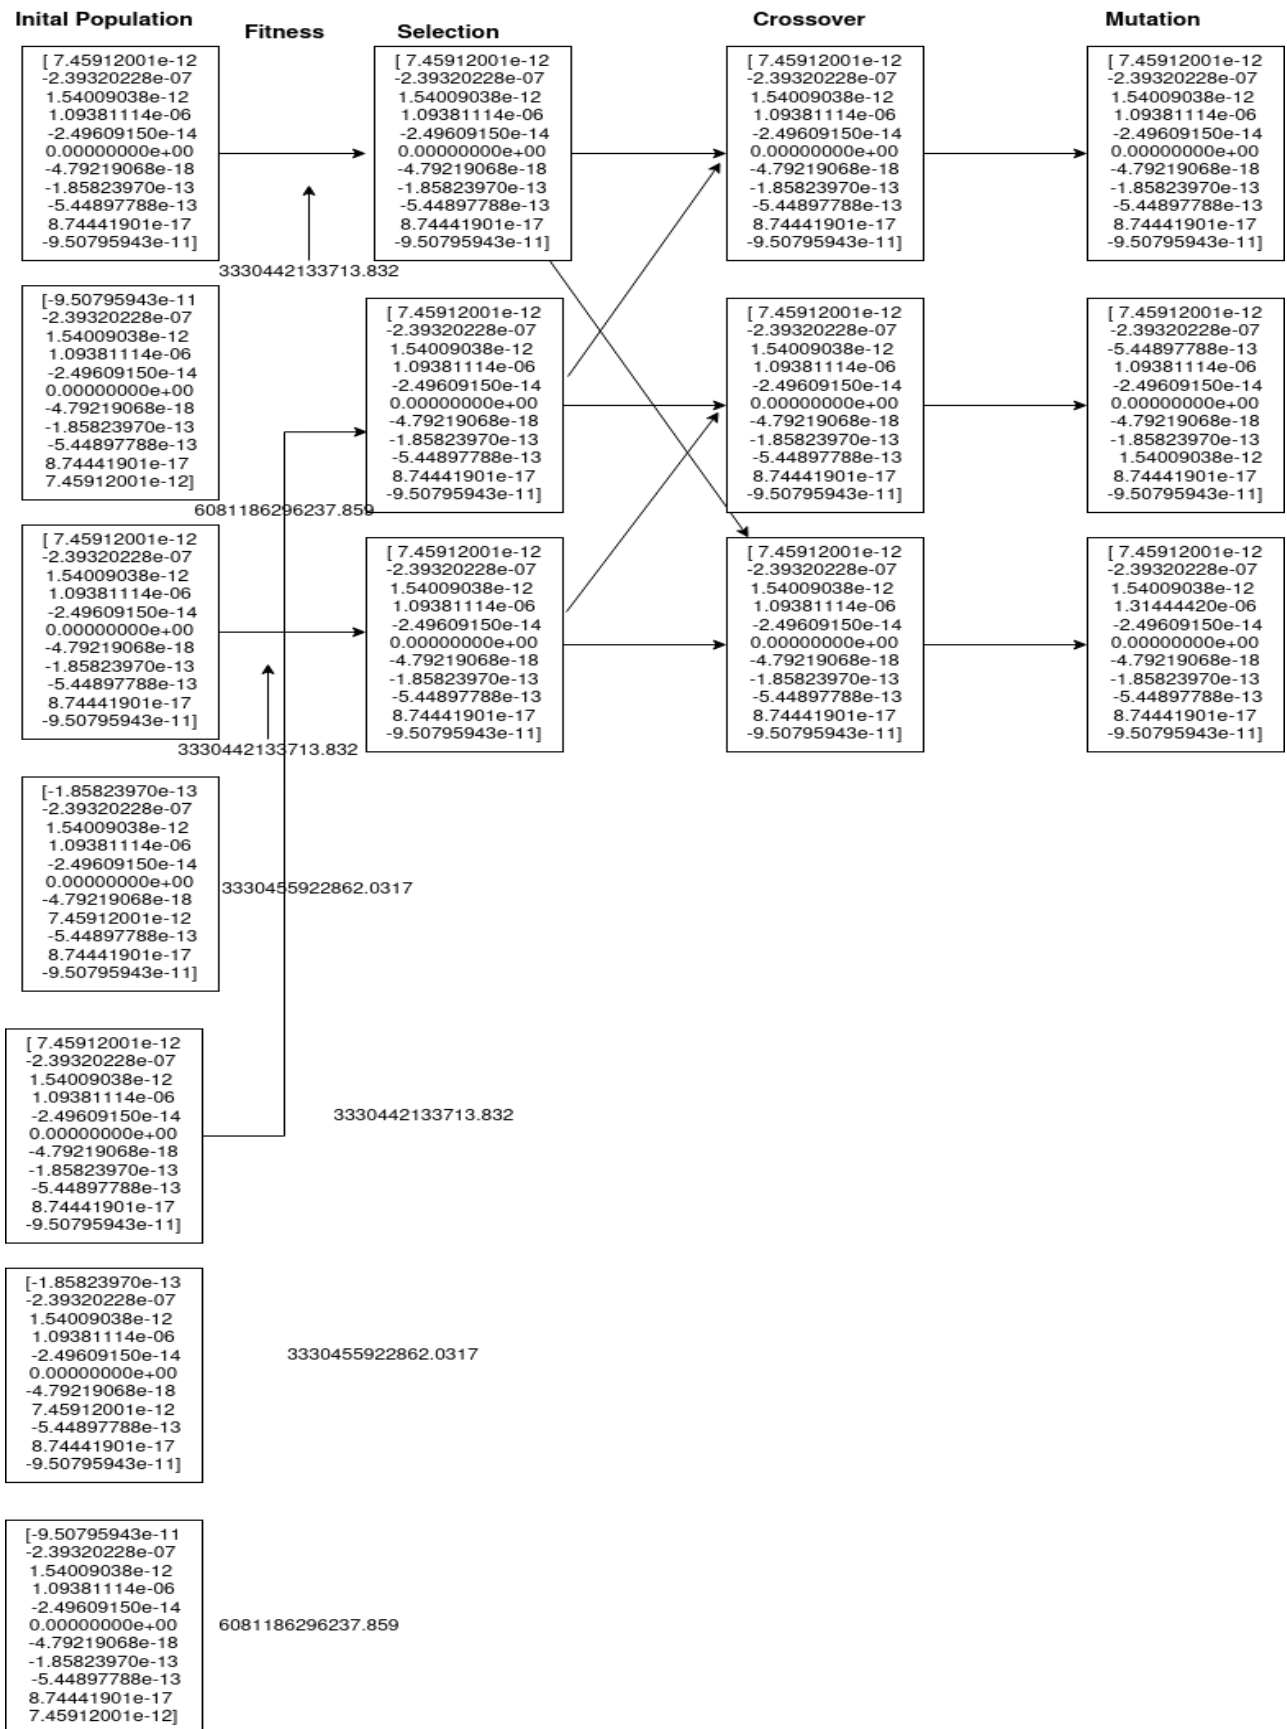 Inital Population
Fitness
Selection
Crossover
Mutation
[ 7.45912001e-12
-2.39320228e-07
1.54009038e-12
1.09381114e-06
-2.49609150e-14
0.00000000e+00
-4.79219068e-18
-1.85823970e-13
-5.44897788e-13
8.74441901e-17
-9.50795943e-11]
3330442133713.832
[-9.50795943e-11
-2.39320228e-07
1.54009038e-12
1.09381114e-06
-2.49609150e-14
0.00000000e+00
-4.79219068e-18
-1.85823970e-13
-5.44897788e-13
8.74441901e-17
7.45912001e-12]
6081186296237.859
[ 7.45912001e-12
-2.39320228e-07
1.54009038e-12
1.09381114e-06
-2.49609150e-14
0.00000000e+00
-4.79219068e-18
-1.85823970e-13
-5.44897788e-13
8.74441901e-17
-9.50795943e-11]
3330442133713.832
[-1.85823970e-13
-2.39320228e-07
1.54009038e-12
1.09381114e-06
-2.49609150e-14
0.00000000e+00
-4.79219068e-18
7.45912001e-12
-5.44897788e-13
8.74441901e-17
-9.50795943e-11]
3330455922862.0317
[ 7.45912001e-12
-2.39320228e-07
1.54009038e-12
1.09381114e-06
-2.49609150e-14
0.00000000e+00
-4.79219068e-18
-1.85823970e-13
-5.44897788e-13
8.74441901e-17
-9.50795943e-11]
3330442133713.832
[-1.85823970e-13
-2.39320228e-07
1.54009038e-12
1.09381114e-06
-2.49609150e-14
0.00000000e+00
-4.79219068e-18
7.45912001e-12
-5.44897788e-13
8.74441901e-17
-9.50795943e-11]
3330455922862.0317
[-9.50795943e-11
-2.39320228e-07
1.54009038e-12
1.09381114e-06
-2.49609150e-14
0.00000000e+00
-4.79219068e-18
-1.85823970e-13
-5.44897788e-13
8.74441901e-17
7.45912001e-12]
6081186296237.859
[ 7.45912001e-12
-2.39320228e-07
1.54009038e-12
1.09381114e-06
-2.49609150e-14
0.00000000e+00
-4.79219068e-18
-1.85823970e-13
-5.44897788e-13
8.74441901e-17
-9.50795943e-11]
[ 7.45912001e-12
-2.39320228e-07
1.54009038e-12
1.09381114e-06
-2.49609150e-14
0.00000000e+00
-4.79219068e-18
-1.85823970e-13
-5.44897788e-13
8.74441901e-17
-9.50795943e-11]
[ 7.45912001e-12
-2.39320228e-07
1.54009038e-12
1.09381114e-06
-2.49609150e-14
0.00000000e+00
-4.79219068e-18
-1.85823970e-13
-5.44897788e-13
8.74441901e-17
-9.50795943e-11]
[ 7.45912001e-12
-2.39320228e-07
1.54009038e-12
1.09381114e-06
-2.49609150e-14
0.00000000e+00
-4.79219068e-18
-1.85823970e-13
-5.44897788e-13
8.74441901e-17
-9.50795943e-11]
[ 7.45912001e-12
-2.39320228e-07
1.54009038e-12
1.09381114e-06
-2.49609150e-14
0.00000000e+00
-4.79219068e-18
-1.85823970e-13
-5.44897788e-13
8.74441901e-17
-9.50795943e-11]
[ 7.45912001e-12
-2.39320228e-07
1.54009038e-12
1.09381114e-06
-2.49609150e-14
0.00000000e+00
-4.79219068e-18
-1.85823970e-13
-5.44897788e-13
8.74441901e-17
-9.50795943e-11]
[ 7.45912001e-12
-2.39320228e-07
1.54009038e-12
1.09381114e-06
-2.49609150e-14
0.00000000e+00
-4.79219068e-18
-1.85823970e-13
-5.44897788e-13
8.74441901e-17
-9.50795943e-11]
[ 7.45912001e-12
-2.39320228e-07
-5.44897788e-13
1.09381114e-06
-2.49609150e-14
0.00000000e+00
-4.79219068e-18
-1.85823970e-13
1.54009038e-12
8.74441901e-17
-9.50795943e-11]
[ 7.45912001e-12
-2.39320228e-07
1.54009038e-12
1.31444420e-06
-2.49609150e-14
0.00000000e+00
-4.79219068e-18
-1.85823970e-13
-5.44897788e-13
8.74441901e-17
-9.50795943e-11]